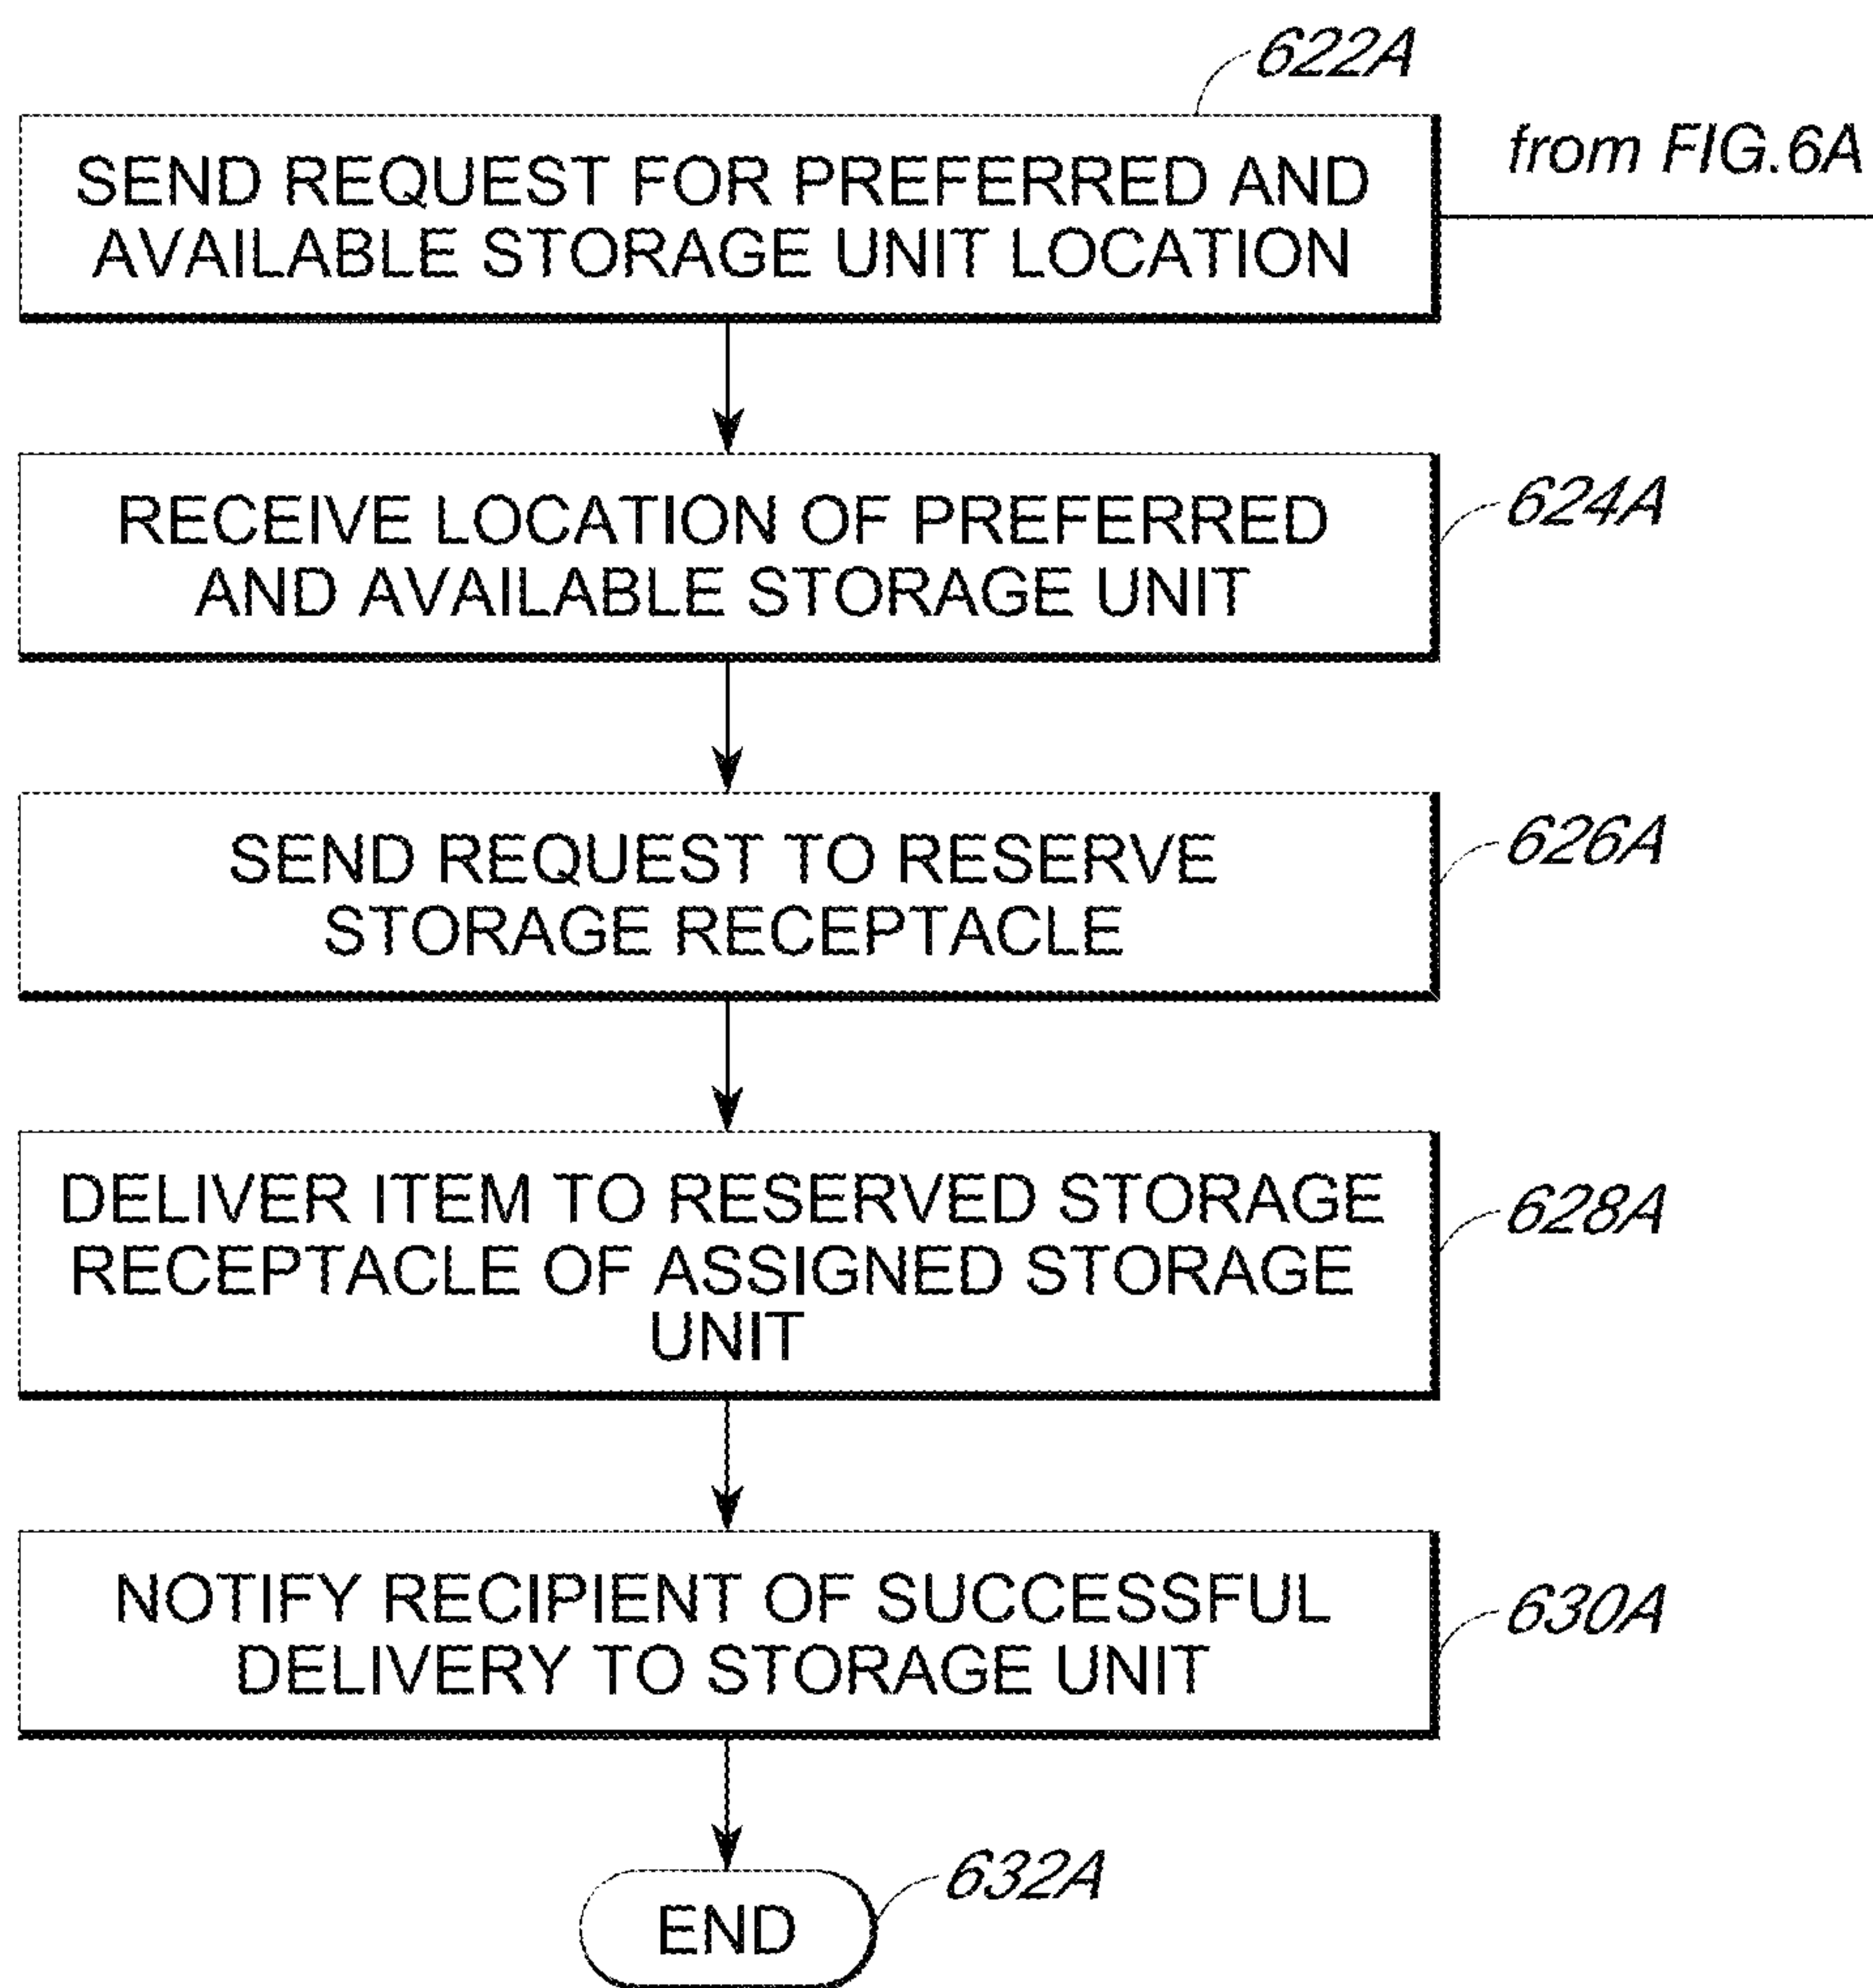 622A
from FIG.6A
SEND REQUEST FOR PREFERRED AND
AVAILABLE STORAGE UNIT LOCATION
624A
RECEIVE LOCATION OF PREFERRED
AND AVAILABLE STORAGE UNIT
626A
SEND REQUEST TO RESERVE
STORAGE RECEPTACLE
628A
DELIVER ITEM TO RESERVED STORAGE
RECEPTACLE OF ASSIGNED STORAGE
UNIT
630A
NOTIFY RECIPIENT OF SUCCESSFUL
DELIVERY TO STORAGE UNIT
632A
END